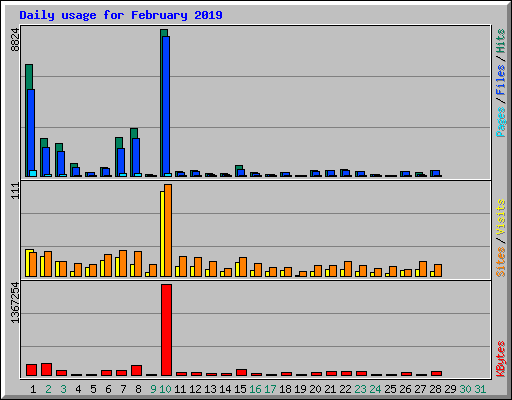 Daily usage for February 2019
8824
Pages / Files / Hits
111
Sites / Visits
1367254
KBytes
1 2 3 4 5 6 7 8 9 10 11 12 13 14 15 16 17 18 19 20 21 22 23 24 25 26 27 28 29 30 31